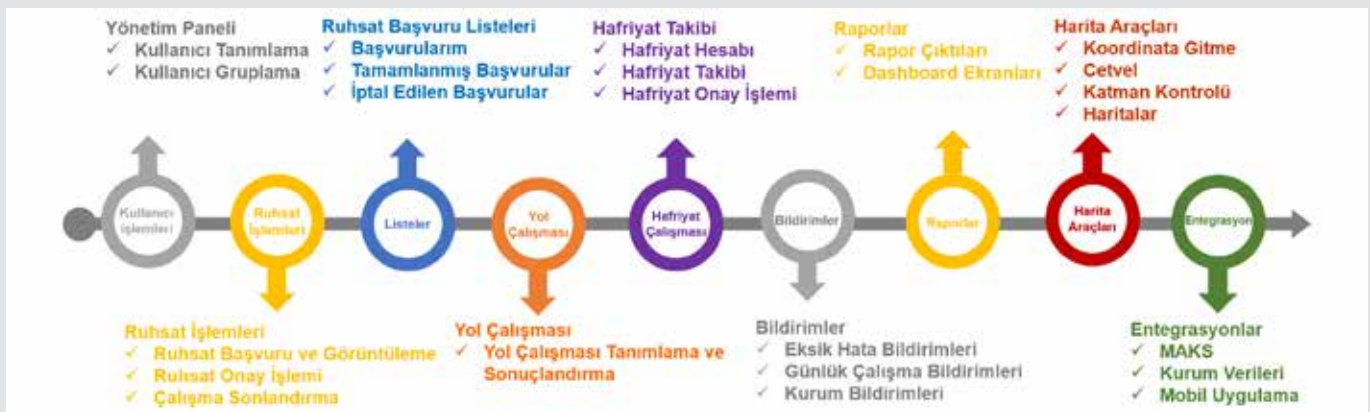 Yönetim Paneli
✓ Kullanıcı Tanımlama
✓ Kullanıcı Gruplama
Ruhsat Başvuru Listeleri
✓ Başvurularım
✓ Tamamlanmış Başvurular
✓ İptal Edilen Başvurular
Hafriyat Takibi
✓ Hafriyat Hesabı
✓ Hafriyat Takibi
✓ Hafriyat Onay İşlemi
Raporlar
✓ Rapor Çıktıları
✓ Dashboard Ekranları
Harita Araçları
✓ Koordinata Gitme
✓ Cetvel
✓ Katman Kontrolü
✓ Haritalar
Kullanıcı
işlemleri
Ruhsat
İşlemleri
Listeler
Yol
Çalışması
Hafriyat
Çalışması
Bildirimler
Raporlar
Harita
Araçları
Entegrasyon
Ruhsat İşlemleri
✓ Ruhsat Başvuru ve Görüntüleme
✓ Ruhsat Onay İşlemi
✓ Çalışma Sonlandırma
Yol Çalışması
✓ Yol Çalışması Tanımlama ve
Sonuçlandırma
Bildirimler
✓ Eksik Hata Bildirimleri
✓ Günlük Çalışma Bildirimleri
✓ Kurum Bildirimleri
Entegrasyonlar
✓ MAKS
✓ Kurum Verileri
✓ Mobil Uygulama